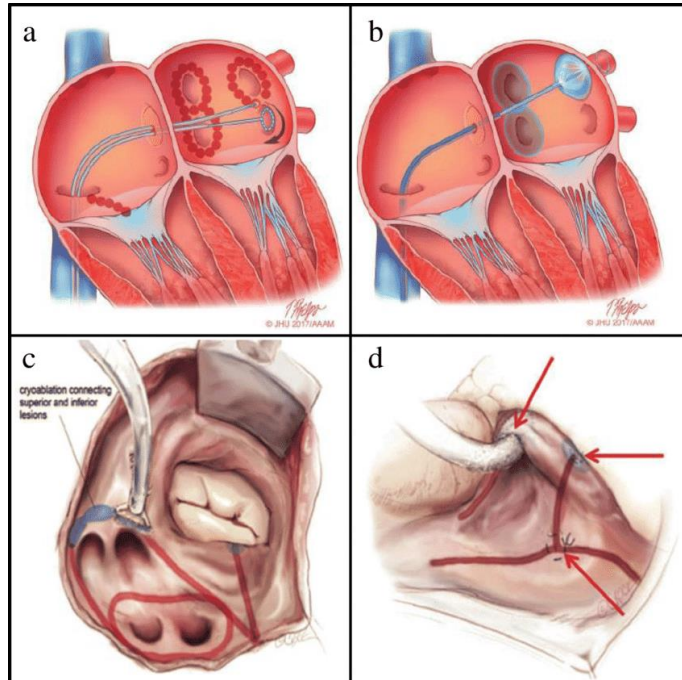 a
b
© JHU 2017/AAAM
© JHU 2017/AAAM
c
cryoablation connecting
superior and inferior
lesions
d